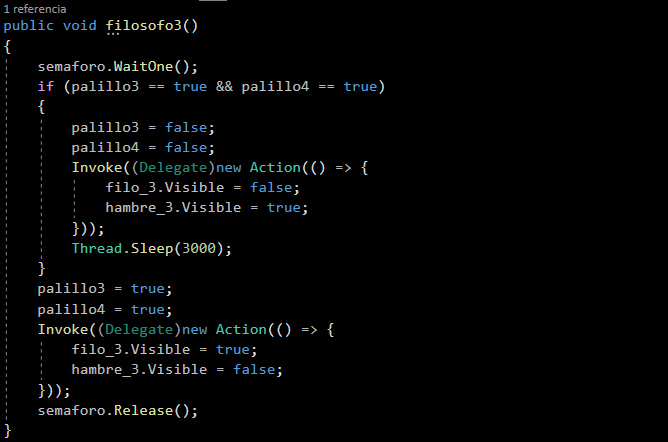 1 referencia
public void filosofo3()
{
semaforo.WaitOne();
if (palillo3 == true && palillo4 == true)
{
palillo3 = false;
palillo4 = false;
Invoke((Delegate)new Action(() => {
filo_3.Visible = false;
hambre_3.Visible = true;
}));
Thread.Sleep(3000);
}
palillo3 = true;
palillo4 = true;
Invoke((Delegate)new Action(() => {
filo_3.Visible = true;
hambre_3.Visible = false;
}));
semaforo.Release();
}